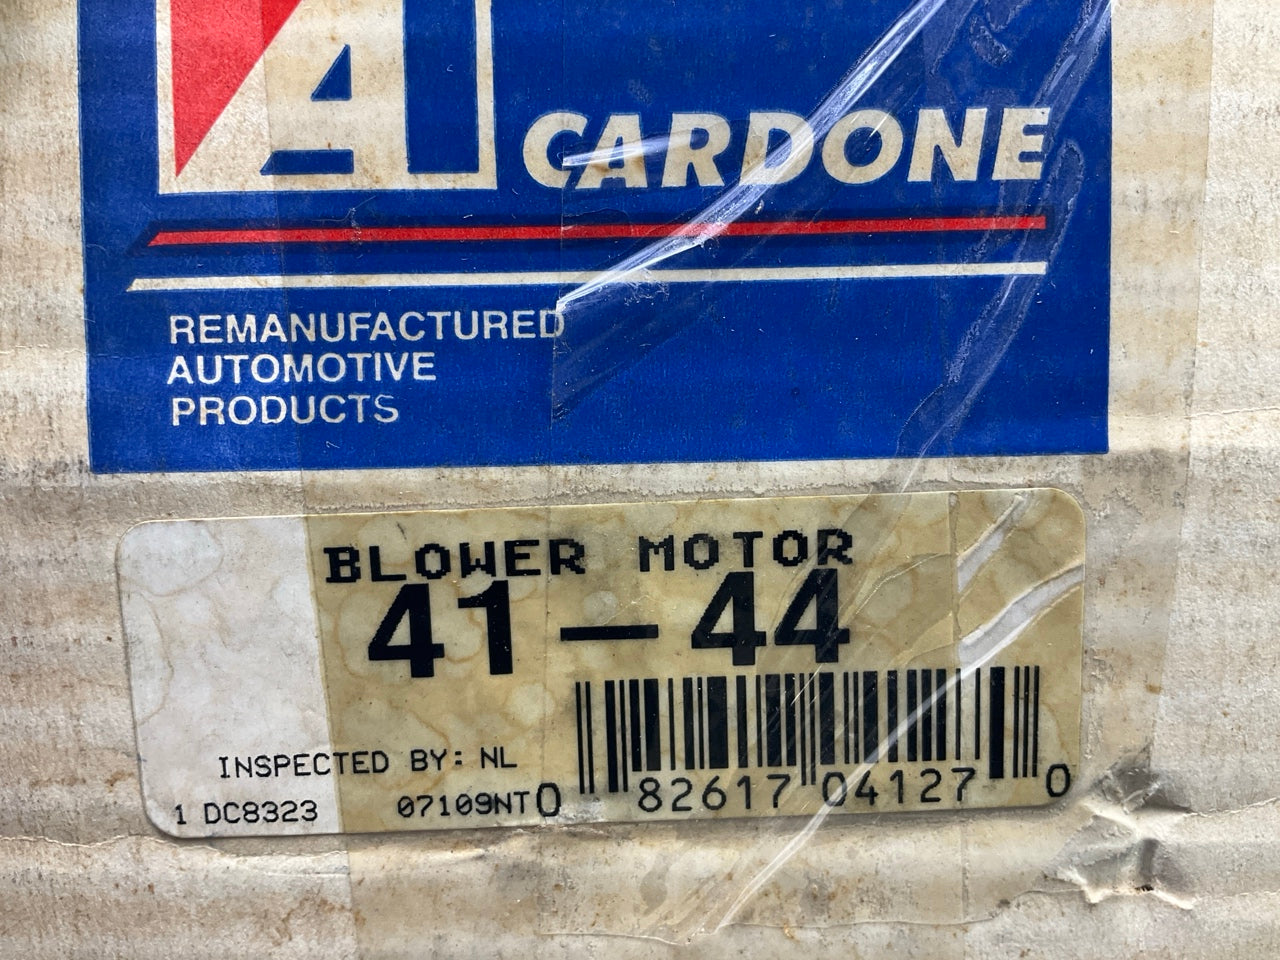 A
CARDONE
REMANUFACTURED
AUTOMOTIVE
PRODUCTS
BLOWER MOTOR
41-44
INSPECTED BY: NL
1 DC8323 07109NT
0 82617 04127 0